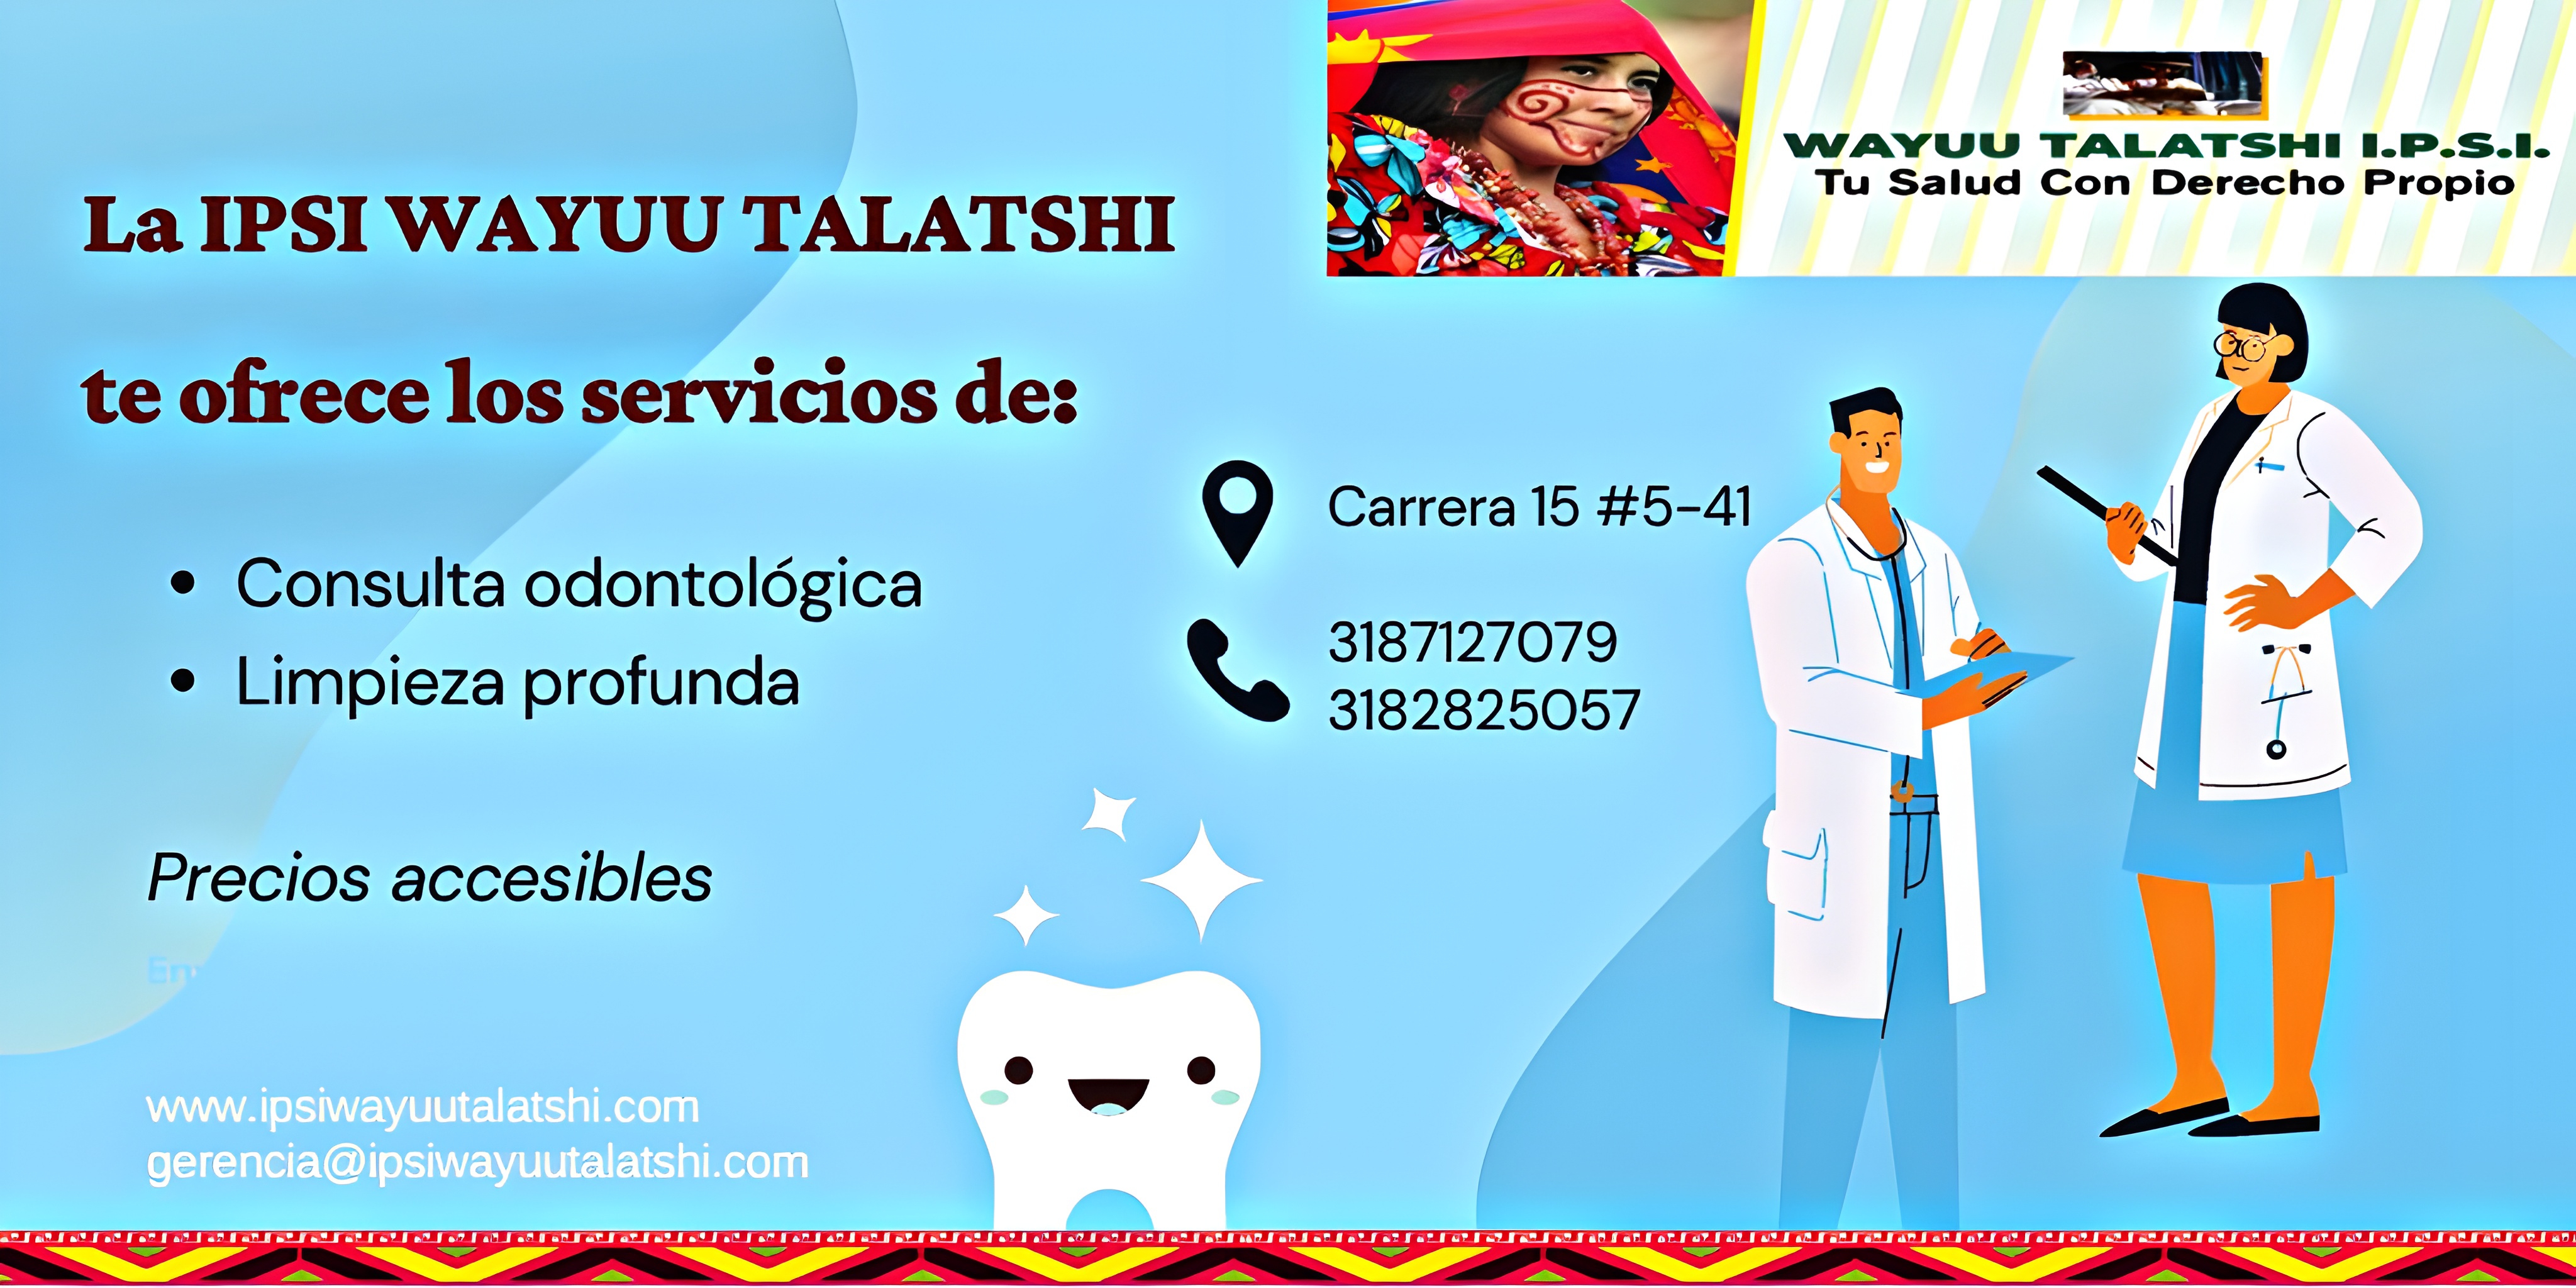 WAYUU TALATSHI I.P.S.I.
Tu Salud Con Derecho Propio
La IPSI WAYUU TALATSHI
te ofrece los servicios de:
• Consulta odontológica
• Limpieza profunda
Precios accesibles
Carrera 15 #5-41
3187127079
3182825057
www.ipsiwayuutalatshi.com
gerencia@ipsiwayuutalatshi.com